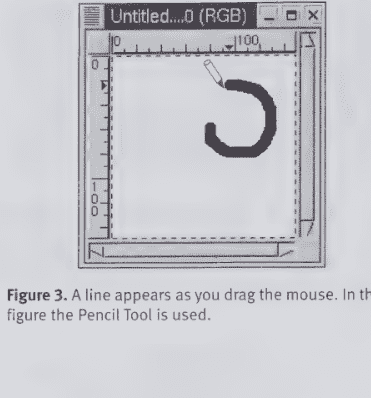 Untitled....0 (RGB)
0 100
0
100
Figure 3. A line appears as you drag the mouse. In
figure the Pencil Tool is used.